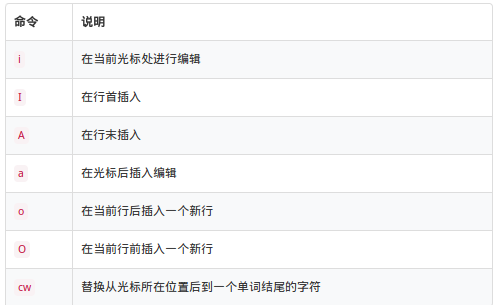 命令 说明
i 在当前光标处进行编辑
I 在行首插入
A 在行末插入
a 在光标后插入编辑
o 在当前行后插入一个新行
O 在当前行前插入一个新行
cw 替换从光标所在位置后到一个单词结尾的字符